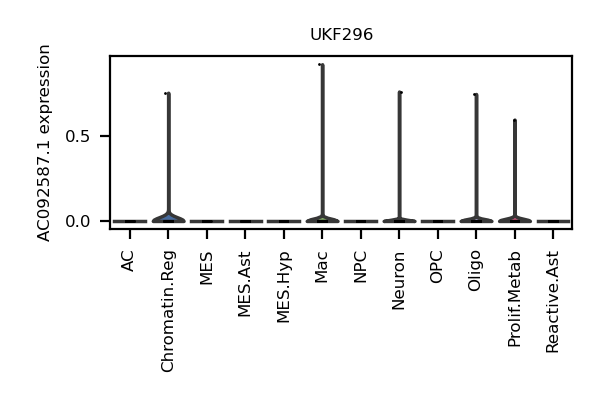 UKF296
AC092587.1 expression
0.5
0.0
AC
Chromatin.Reg
MES
MES.Ast
MES.Hyp
Mac
NPC
Neuron
OPC
Oligo
Prolif.Metab
Reactive.Ast